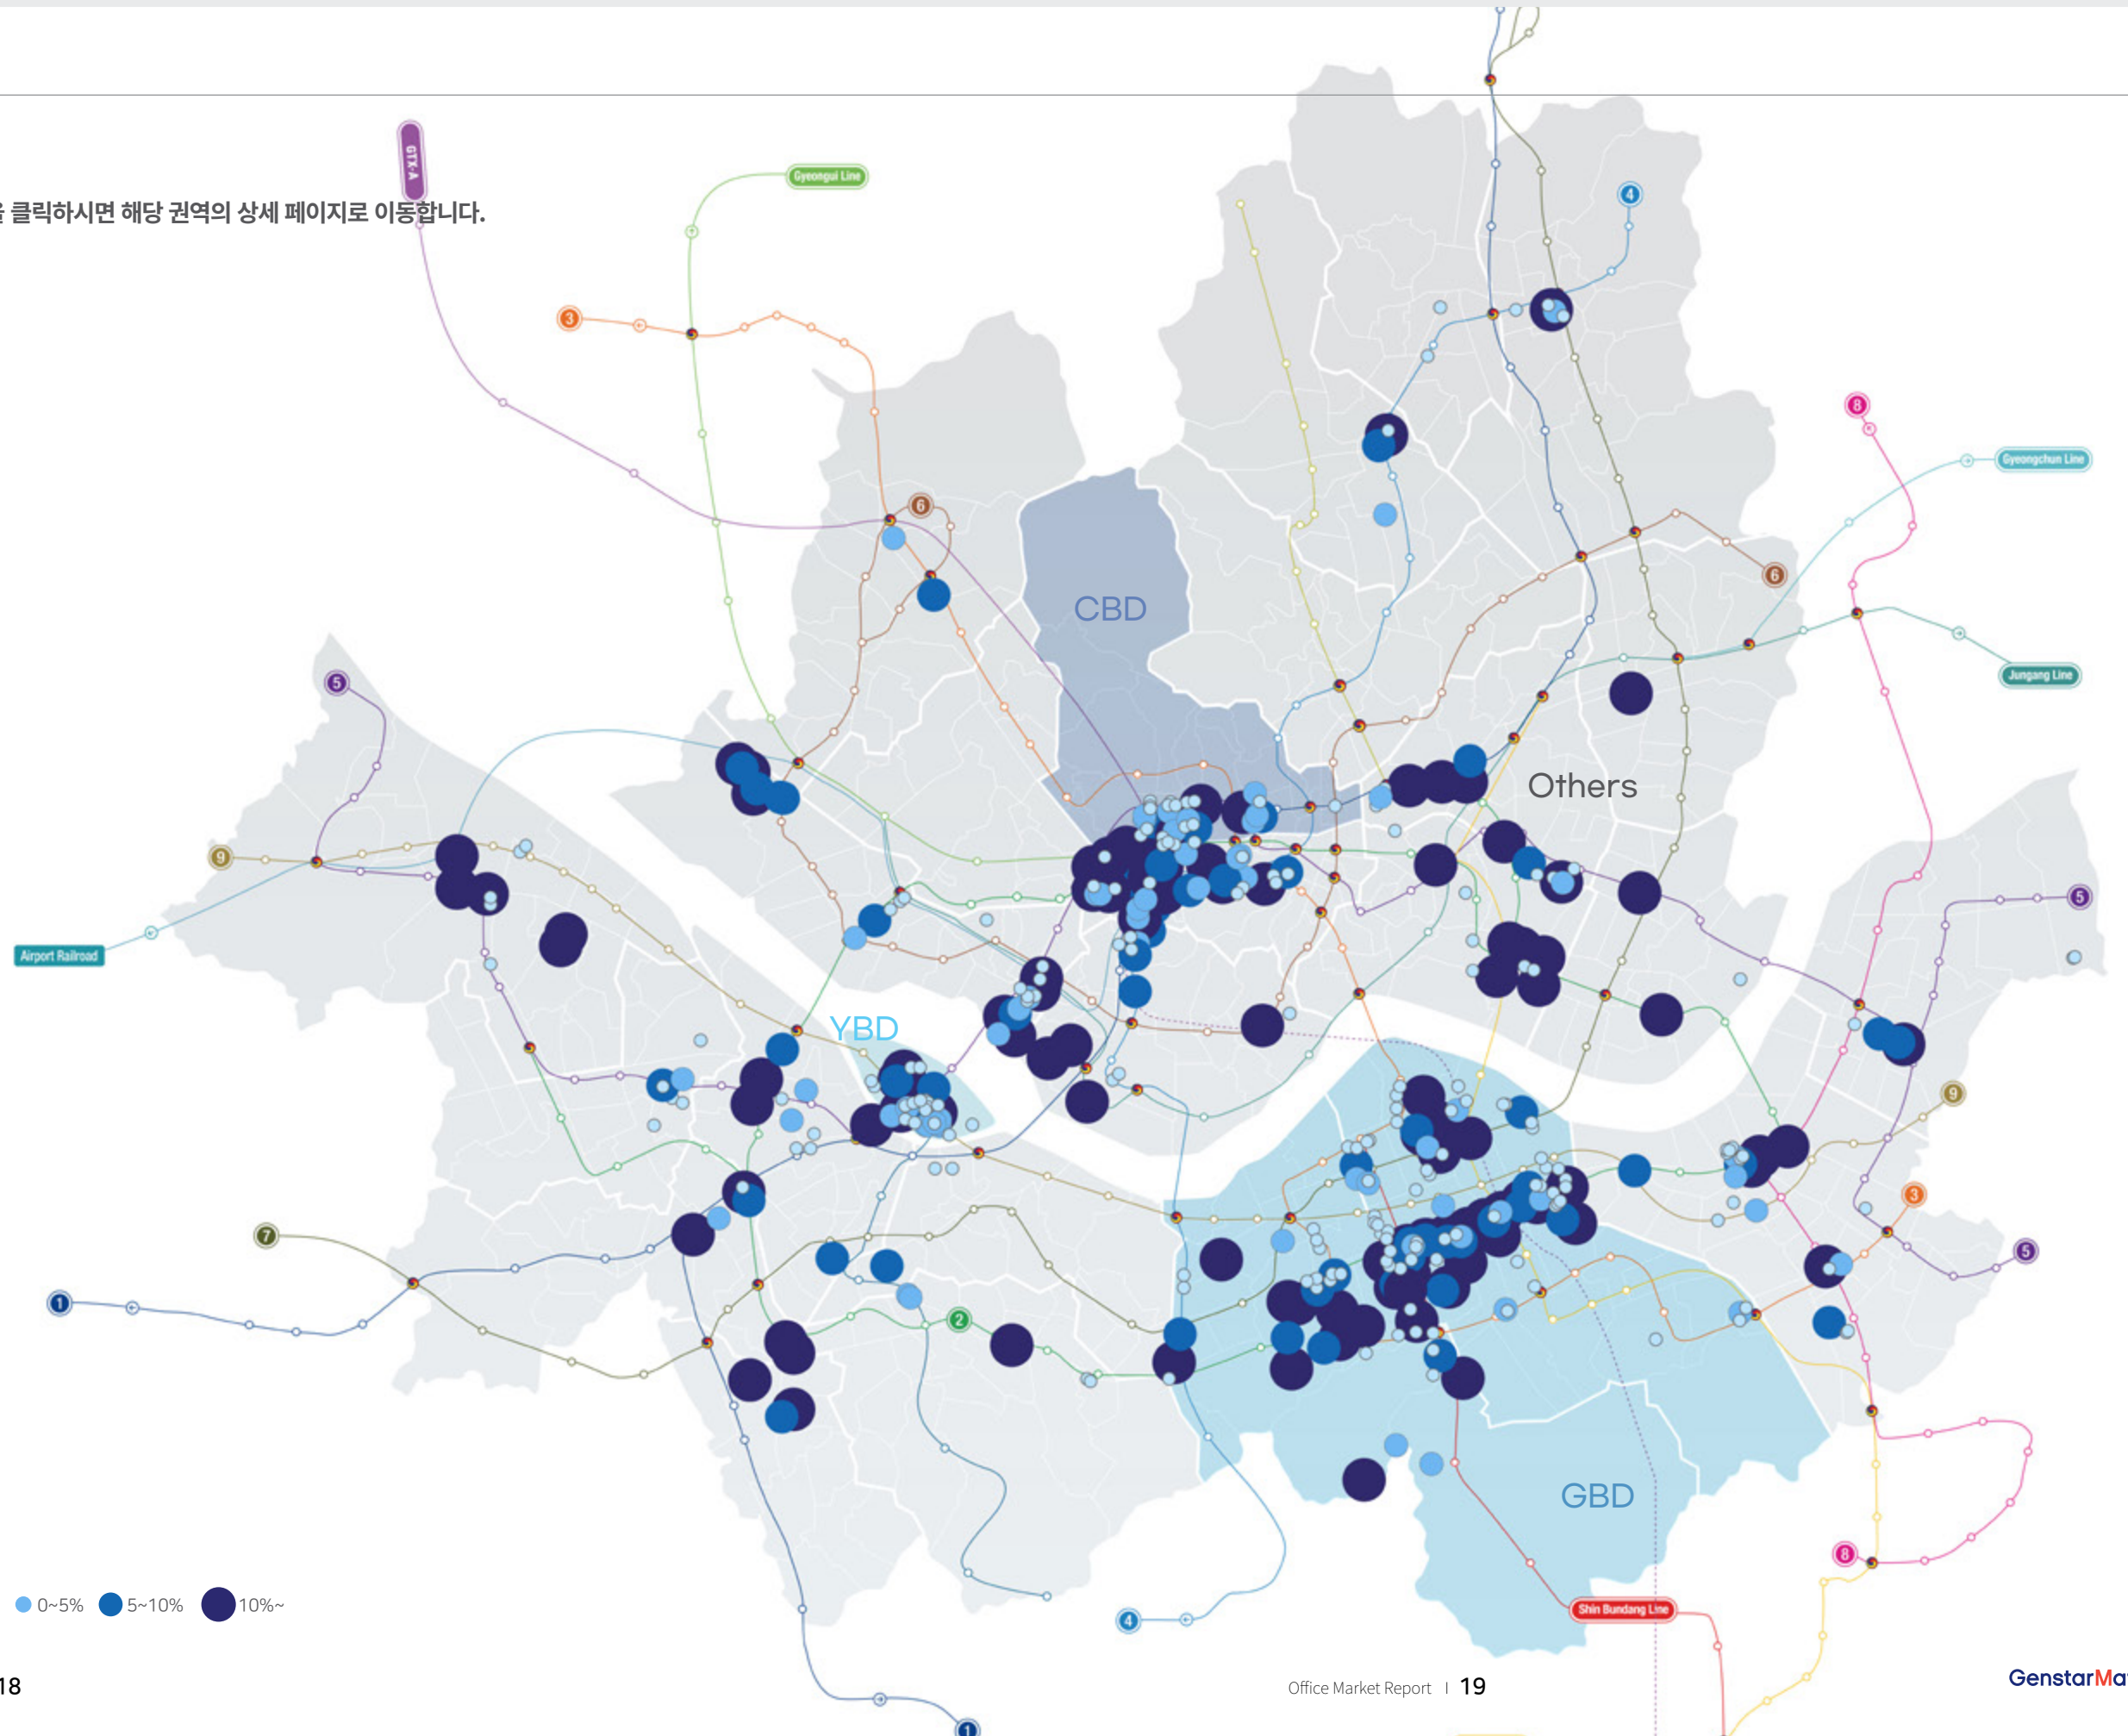 GTX-A
Gyeongui Line
클릭하시면 해당 권역의 상세 페이지로 이동합니다.
4
3
8
Gyeongchun Line
6
CBD
6
5
Jungang Line
Others
9
5
Airport Railroad
YBD
9
3
7
5
1
2
GBD
8
0~5% 5~10% 10%~
Shin Bundang Line
4
18
Office Market Report | 19
GenstarMa
1